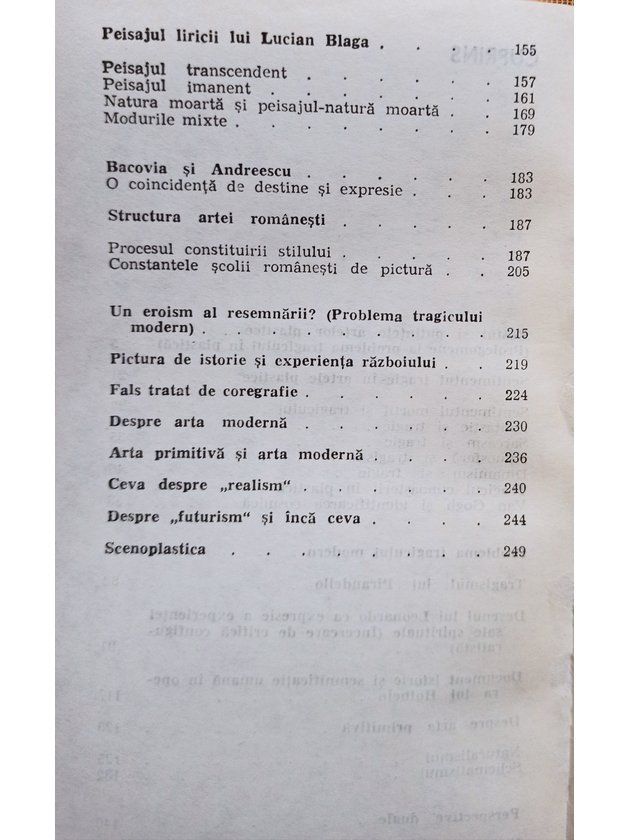 Peisajul liricii lui Lucian Blaga . . . . 155
Peisajul transcendent . . . . . . 157
Peisajul imanent . . . . . . . 161
Natura moartă și peisajul-natură moartă . . 169
Modurile mixte . . . . . . . . 179
Bacovia și Andreescu . . . . . . 183
O coincidență de destine și expresie . . . 183
Structura artei românești . . . . . 187
Procesul constituirii stilului . . . . . 187
Constantele școlii românești de pictură . . 205
Un eroism al resemnării? (Problema tragicului
modern) . . . . . . . . . 215
Pictura de istorie și experiența războiului . . 219
Fals tratat de coregrafie . . . . . . 224
Despre arta modernă . . . . . . 230
Arta primitivă și arta modernă . . . . 236
Ceva despre „realism“ . . . . . . 240
Despre „futurism“ și încă ceva . . . . 244
Scenoplastica . . . . . . . . 249